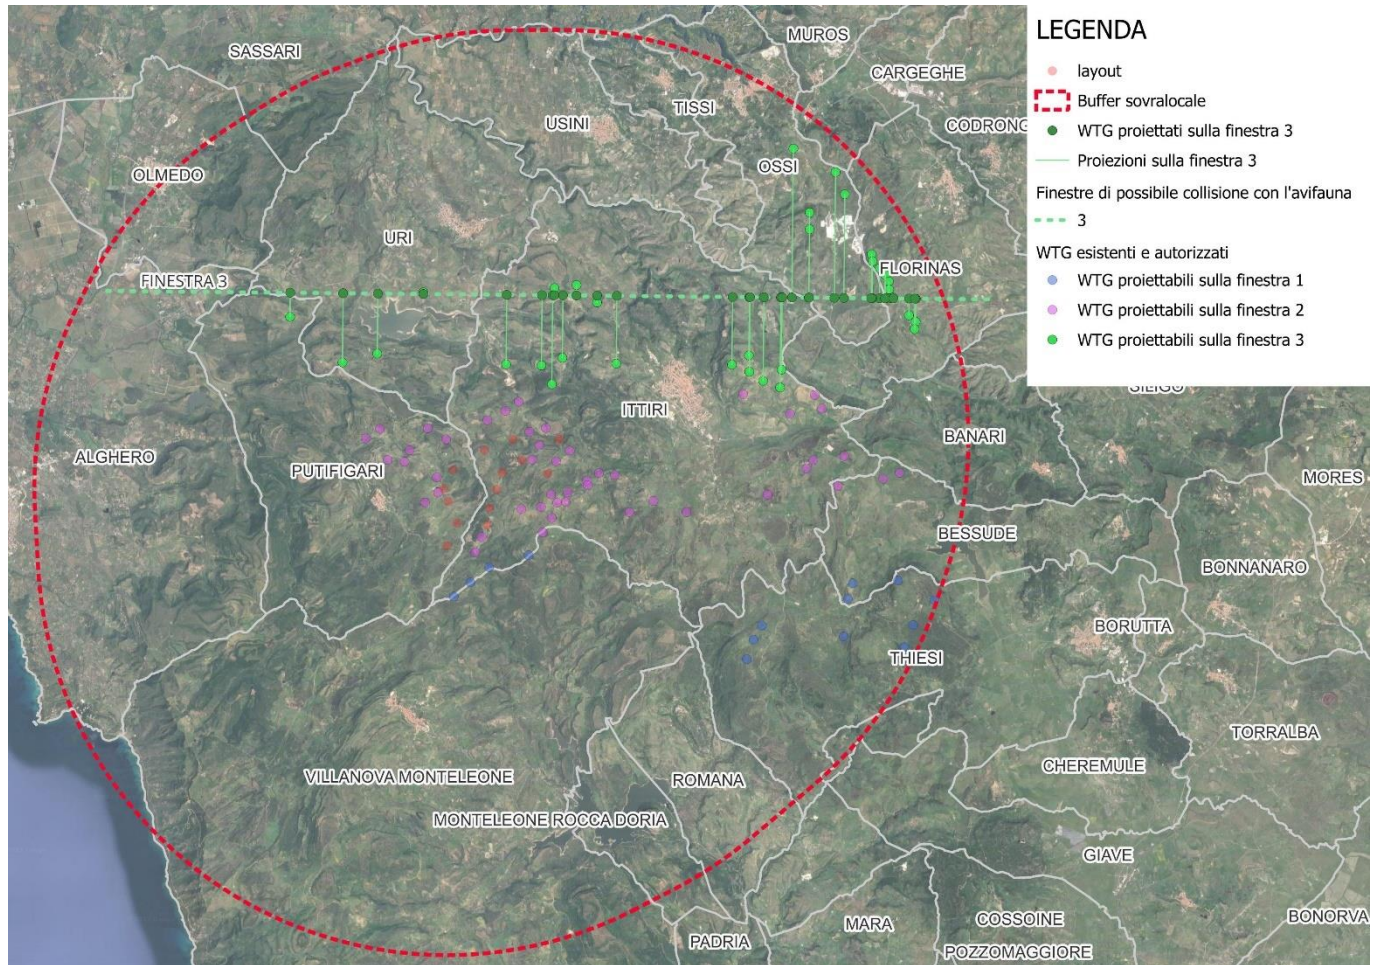 LEGENDA
layout
Buffer sovralocale
WTG proiettati sulla finestra 3
Proiezioni sulla finestra 3
Finestre di possibile collisione con l'avifauna
3
WTG esistenti e autorizzati
WTG proiettabili sulla finestra 1
WTG proiettabili sulla finestra 2
WTG proiettabili sulla finestra 3
SASSARI
MUROS
CARGEGHE
TISSI
USINI
CODRONG
OSSI
OLMEDO
URI
FLORINAS
FINESTRA 3
SILIGO
ITTIRI
BANARI
ALGHERO
PUTIFIGARI
MORES
BESSUDE
BONNANARO
BORUTTA
THIESI
TORRALBA
CHEREMULE
VILLANOVA MONTELEONE
ROMANA
MONTELEONE ROCCA DORIA
GIAVE
MARA
COSSOINE
BONORVA
PADRIA
POZZOMAGGIORE